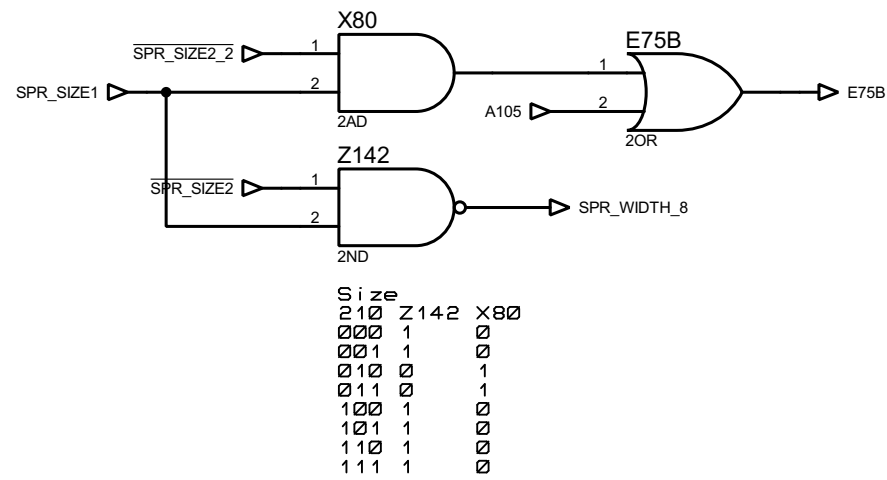 X80
SPR_SIZE2_2
1
SPR_SIZE1
2
2AD
E75B
1
A105
2
2OR
E75B
Z142
SPR_SIZE2
1
2
2ND
SPR_WIDTH_8
Size
210 Z142 X80
000 1 0
001 1 0
010 0 1
011 0 1
100 1 0
101 1 0
110 1 0
111 1 0